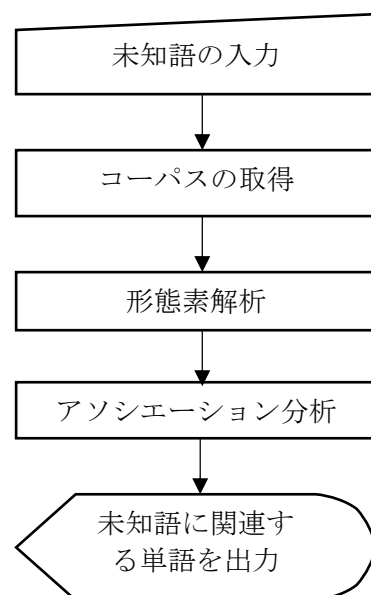 未知語の入力
コーパスの取得
形態素解析
アソシエーション分析
未知語に関連す
る単語を出力